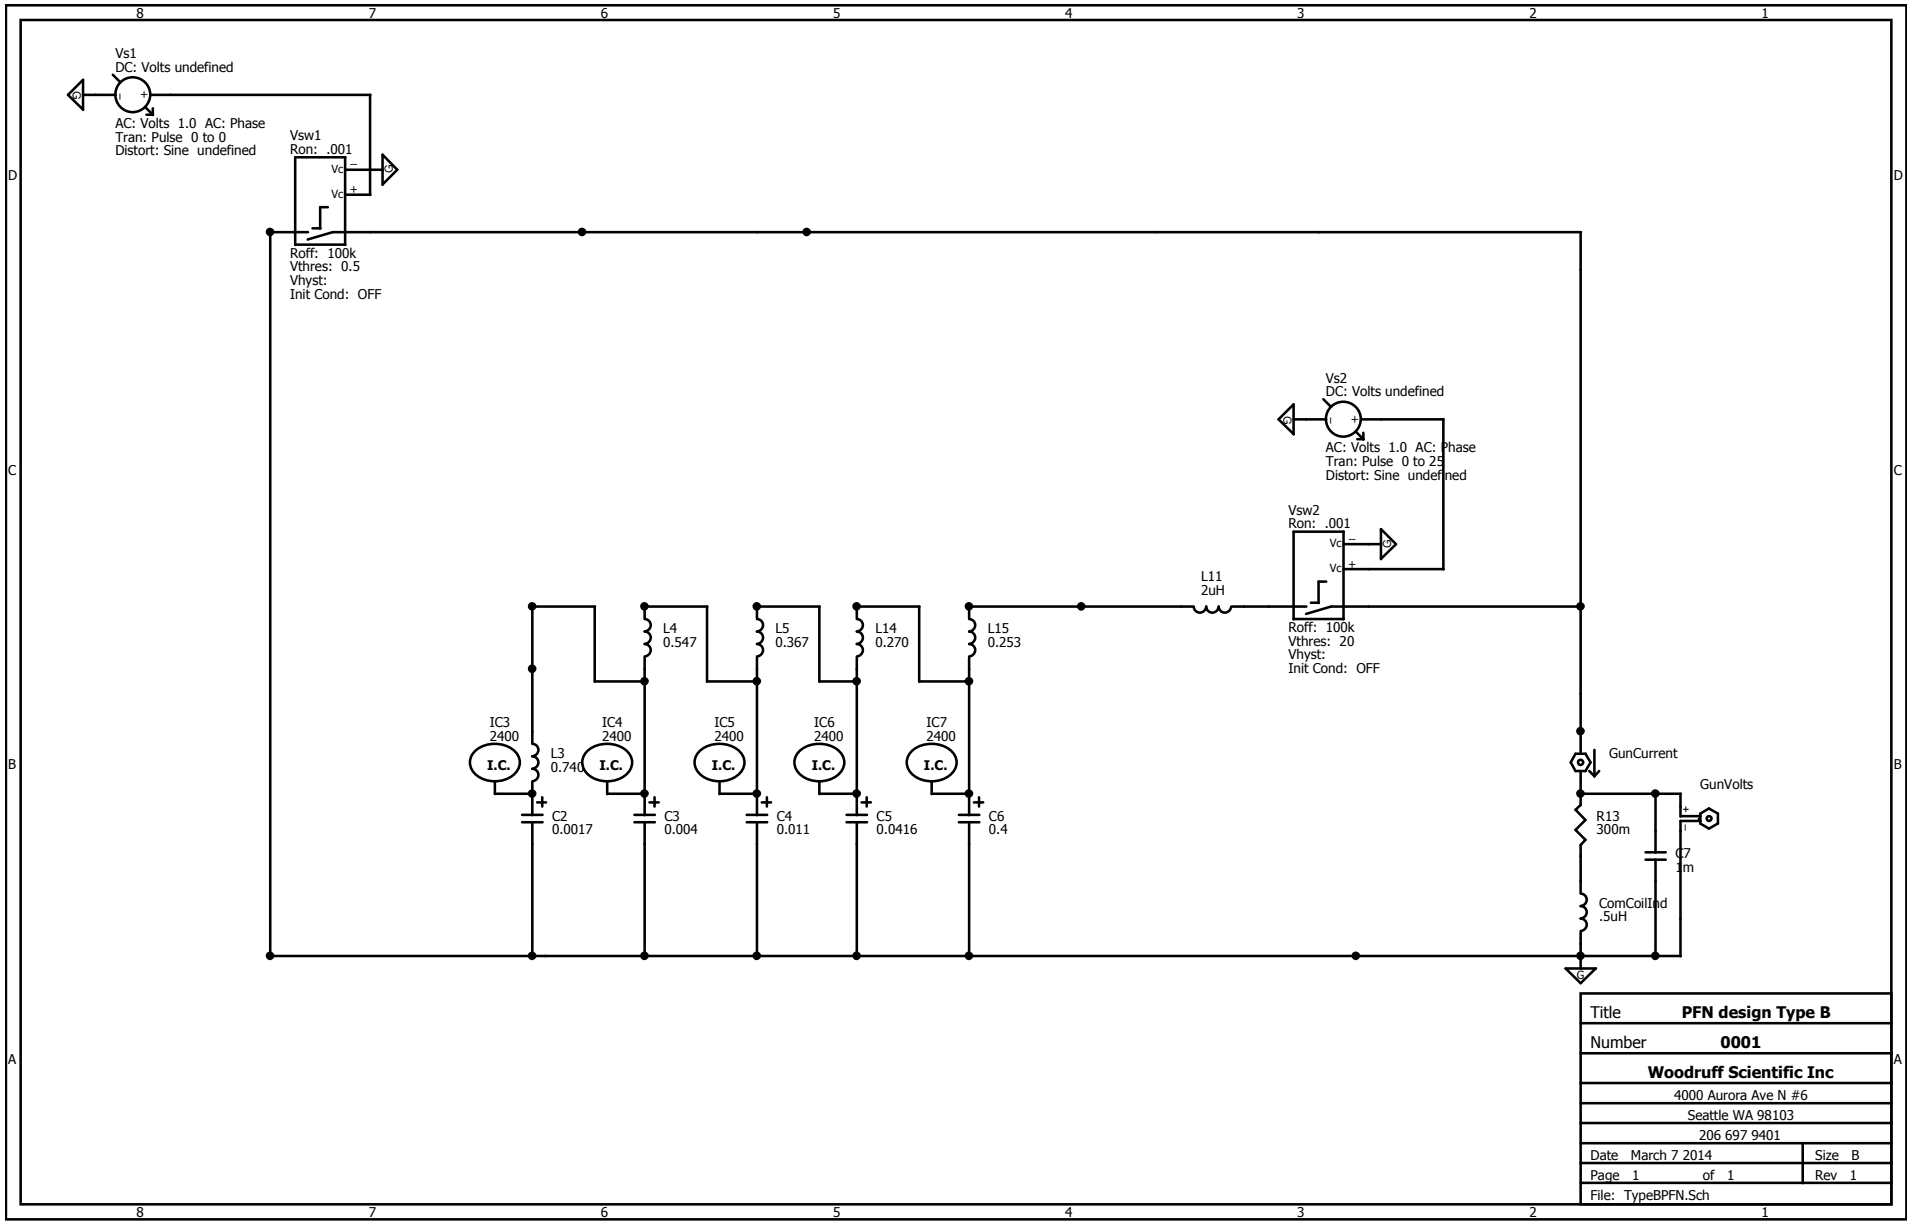 8 7 6 5 4 3 2 1
Vs1
DC: Volts undefined
G
- +
AC: Volts 1.0 AC: Phase
Tran: Pulse 0 to 0
Distort: Sine undefined
Vsw1
Ron: .001
Vc -
G
Vc +
D
D
Roff: 100k
Vthres: 0.5
Vhyst:
Init Cond: OFF
Vs2
DC: Volts undefined
G
- +
AC: Volts 1.0 AC: Phase
Tran: Pulse 0 to 25
Distort: Sine undefined
C
C
Vsw2
Ron: .001
Vc -
G
Vc +
Roff: 100k
Vthres: 20
Vhyst:
Init Cond: OFF
L11
2uH
L4
0.547
L5
0.367
L14
0.270
L15
0.253
IC3
2400
I.C.
IC4
2400
I.C.
IC5
2400
I.C.
IC6
2400
I.C.
IC7
2400
I.C.
L3
0.740
B
B
+
C2
0.0017
+
C3
0.004
+
C4
0.011
+
C5
0.0416
+
C6
0.4
GunCurrent
GunVolts
+
-
R13
300m
C7
1m
ComCoilInd
.5uH
G
A
A
Title PFN design Type B
Number 0001
Woodruff Scientific Inc
4000 Aurora Ave N #6
Seattle WA 98103
206 697 9401
Date March 7 2014 Size B
Page 1 of 1 Rev 1
File: TypeBPFN.Sch
8 7 6 5 4 3 2 1